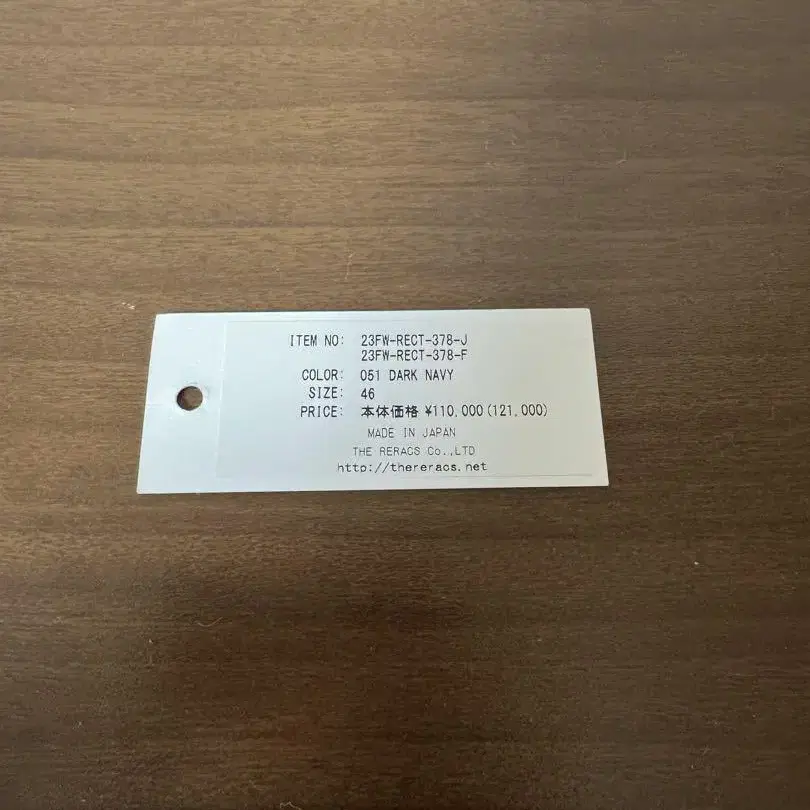 ITEM NO: 23FW-RECT-378-J
23FW-RECT-378-F
COLOR: 051 DARK NAVY
SIZE: 46
PRICE: 本体価格 ¥110,000(121,000)
MADE IN JAPAN
THE RERACS Co.,LTD
http://thereracs.net